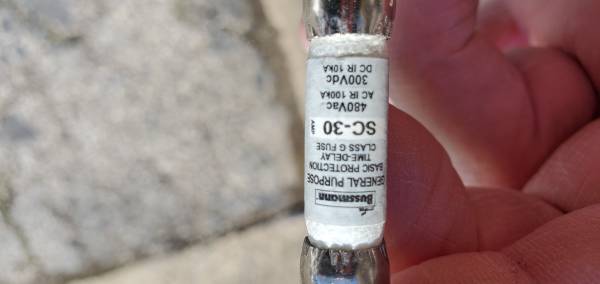 Bussmann
GENERAL PURPOSE
BASIC PROTECTION
TIME-DELAY
CLASS G FUSE
SC-30 AMP
480Vac
AC IR 100kA
300Vdc
DC IR 10kA